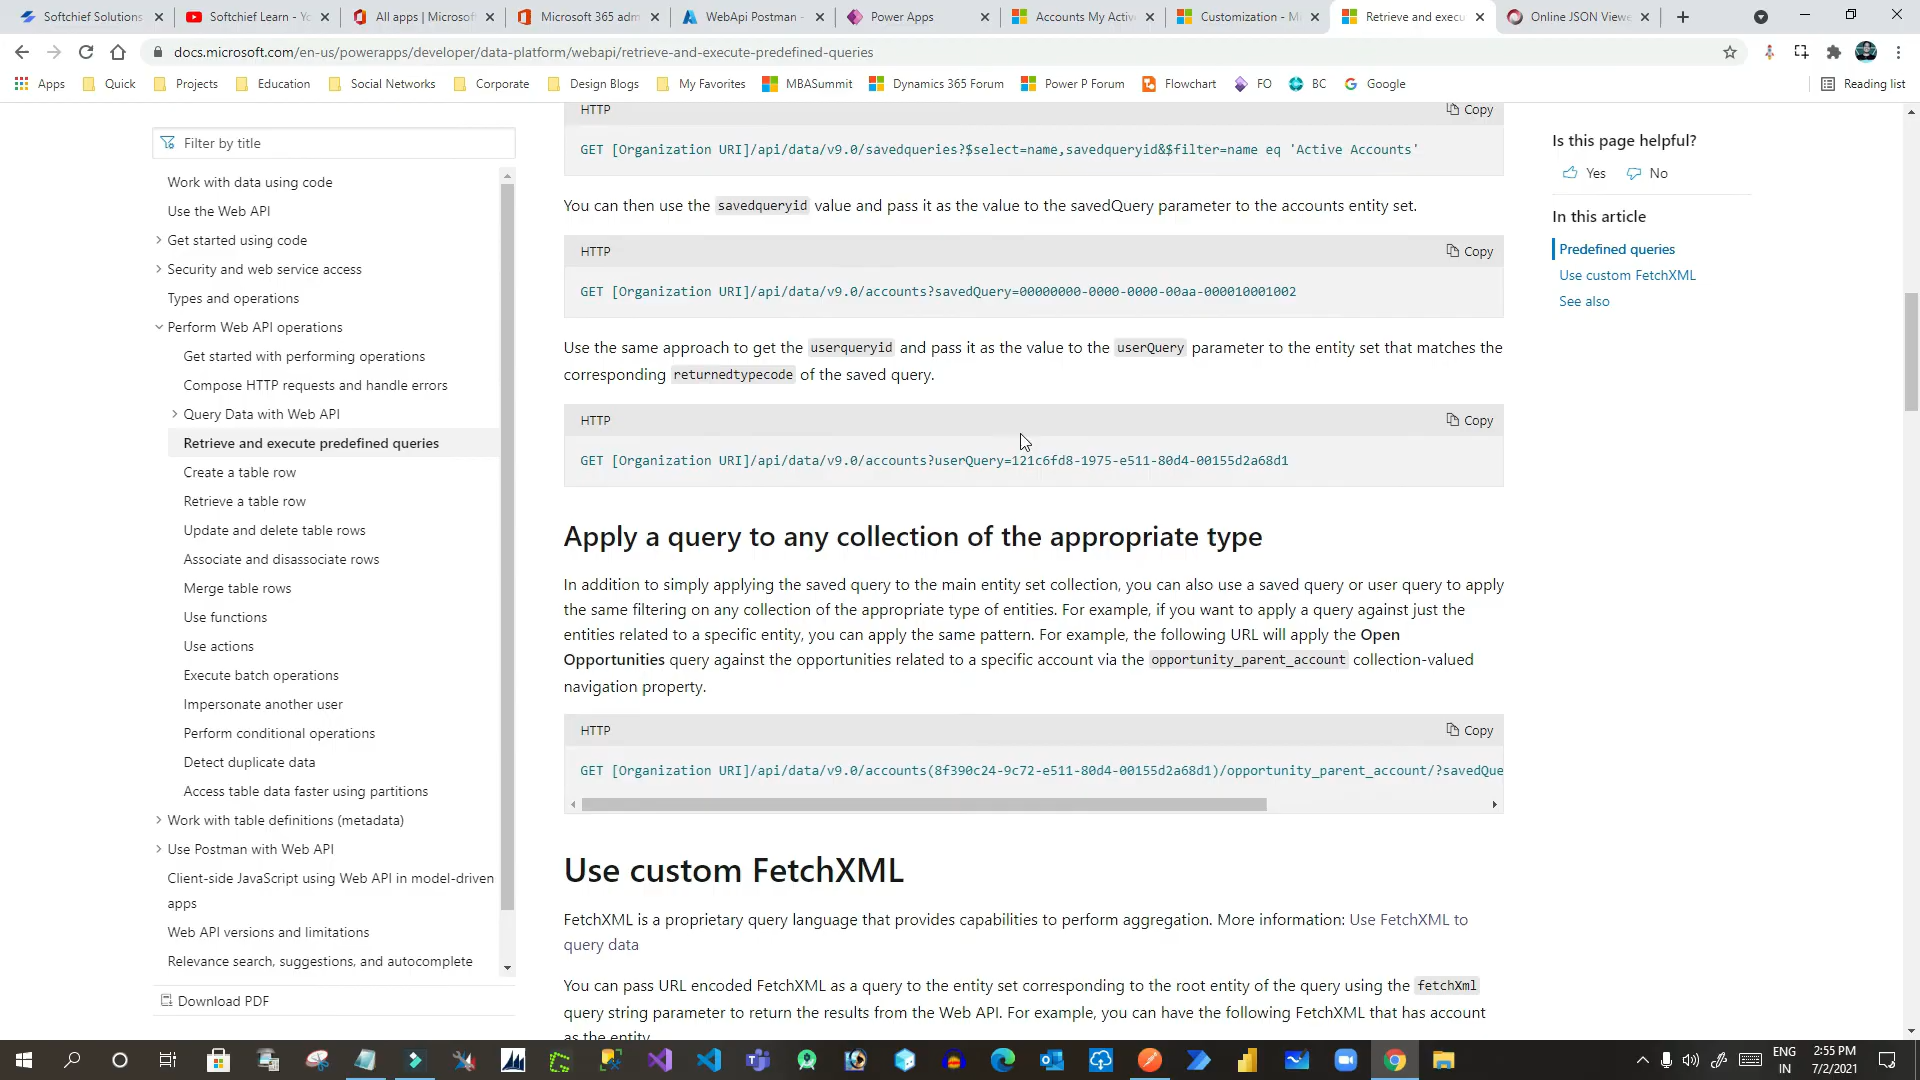 Softchief Solutions
Softchief Learn - Y
All apps | Microsof
Microsoft 365 adm
WebApi Postman -
Power Apps
Accounts My Activ
Customization - Mi
Retrieve and execu
Online JSON Viewe
docs.microsoft.com/en-us/powerapps/developer/data-platform/webapi/retrieve-and-execute-predefined-queries
Apps
Quick
Projects
Education
Social Networks
Corporate
Design Blogs
My Favorites
MBASummit
Dynamics 365 Forum
Power P Forum
Flowchart
FO
BC
Google
Reading list
Filter by title
Work with data using code
Use the Web API
Get started using code
Security and web service access
Types and operations
Perform Web API operations
Get started with performing operations
Compose HTTP requests and handle errors
Query Data with Web API
Retrieve and execute predefined queries
Create a table row
Retrieve a table row
Update and delete table rows
Associate and disassociate rows
Merge table rows
Use functions
Use actions
Execute batch operations
Impersonate another user
Perform conditional operations
Detect duplicate data
Access table data faster using partitions
Work with table definitions (metadata)
Use Postman with Web API
Client-side JavaScript using Web API in model-driven
apps
Web API versions and limitations
Relevance search, suggestions, and autocomplete
Download PDF
HTTP
Copy
GET [Organization URI]/api/data/v9.0/savedqueries?$select=name,savedqueryid&$filter=name eq 'Active Accounts'
You can then use the savedqueryid value and pass it as the value to the savedQuery parameter to the accounts entity set.
HTTP
Copy
GET [Organization URI]/api/data/v9.0/accounts?savedQuery=00000000-0000-0000-00aa-000010001002
Use the same approach to get the userqueryid and pass it as the value to the userQuery parameter to the entity set that matches the
corresponding returnedtypecode of the saved query.
HTTP
Copy
GET [Organization URI]/api/data/v9.0/accounts?userQuery=121c6fd8-1975-e511-80d4-00155d2a68d1
Apply a query to any collection of the appropriate type
In addition to simply applying the saved query to the main entity set collection, you can also use a saved query or user query to apply
the same filtering on any collection of the appropriate type of entities. For example, if you want to apply a query against just the
entities related to a specific entity, you can apply the same pattern. For example, the following URL will apply the Open
Opportunities query against the opportunities related to a specific account via the opportunity_parent_account collection-valued
navigation property.
HTTP
Copy
GET [Organization URI]/api/data/v9.0/accounts(8f390c24-9c72-e511-80d4-00155d2a68d1)/opportunity_parent_account/?savedQue
Use custom FetchXML
FetchXML is a proprietary query language that provides capabilities to perform aggregation. More information: Use FetchXML to
query data
You can pass URL encoded FetchXML as a query to the entity set corresponding to the root entity of the query using the fetchXml
query string parameter to return the results from the Web API. For example, you can have the following FetchXML that has account
as the entity.
Is this page helpful?
Yes
No
In this article
Predefined queries
Use custom FetchXML
See also
ENG
IN
2:55 PM
7/2/2021